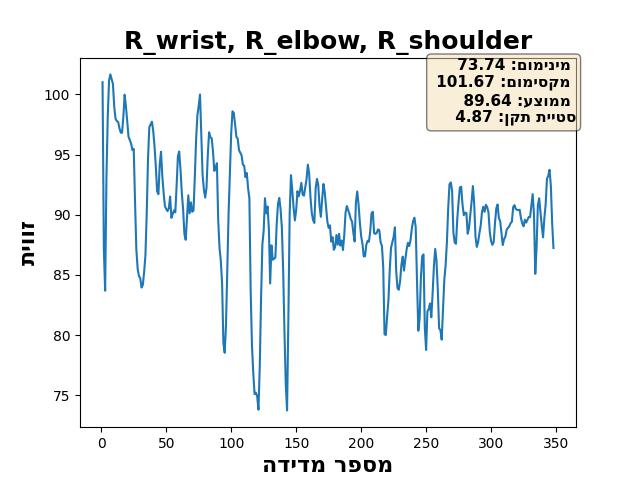 R_wrist, R_elbow, R_shoulder
מינימום: 73.74
מקסימום: 101.67
ממוצע: 89.64
סטיית תקן: 4.87
זווית
100
95
90
85
80
75
0 50 100 150 200 250 300 350
מספר מדידה